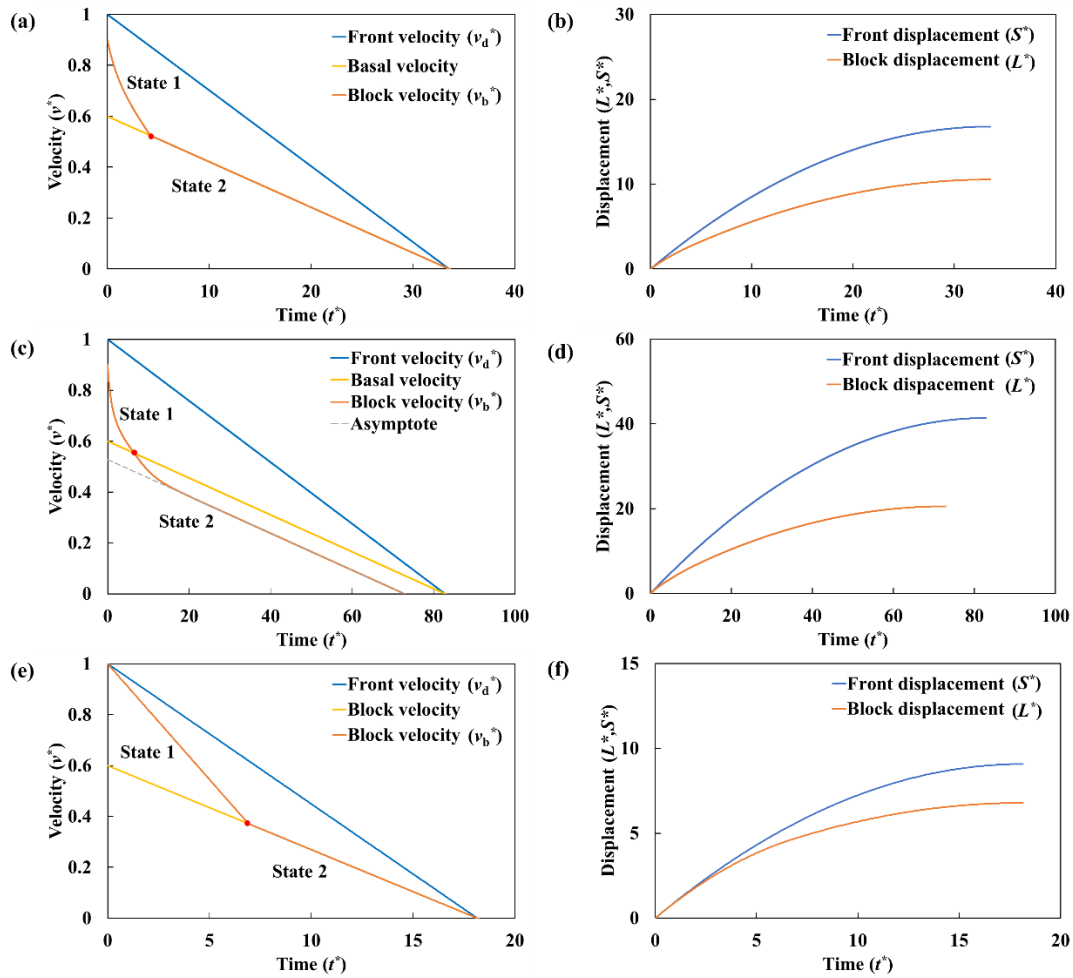 (a)
Velocity (v*)
1
0.8
0.6
0.4
0.2
0
0
10
20
30
40
Time (t*)
State 1
State 2
Front velocity (v_d*)
Basal velocity
Block velocity (v_b*)
(b)
Displacement (L*,S*)
30
20
10
0
0
10
20
30
40
Time (t*)
Front displacement (S*)
Block displacement (L*)
(c)
Velocity (v*)
1
0.8
0.6
0.4
0.2
0
0
20
40
60
80
100
Time (t*)
State 1
State 2
Front velocity (v_d*)
Basal velocity
Block velocity (v_b*)
Asymptote
(d)
Displacement (L*,S*)
60
40
20
0
0
20
40
60
80
100
Time (t*)
Front displacement (S*)
Block dispacement (L*)
(e)
Velocity (v*)
1
0.8
0.6
0.4
0.2
0
0
5
10
15
20
Time (t*)
State 1
State 2
Front velocity (v_d*)
Block velocity
Block velocity (v_b*)
(f)
Displacement (L*,S*)
15
10
5
0
0
5
10
15
20
Time (t*)
Front displacement (S*)
Block displacement (L*)